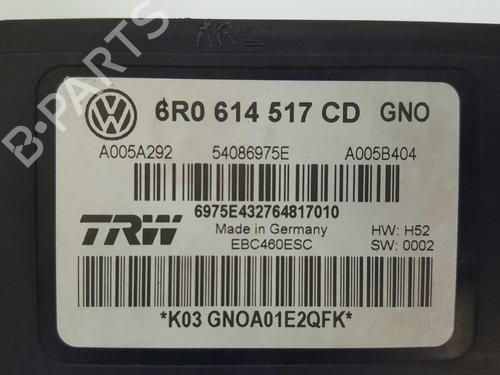 6R0 614 517 CD GNO
A005A292 54086975E A005B404
6975E432764817010
TRW
Made in Germany HW: H52
EBC460ESC SW: 0002
*K03 GNOA01E2QFK*
B-PARTS